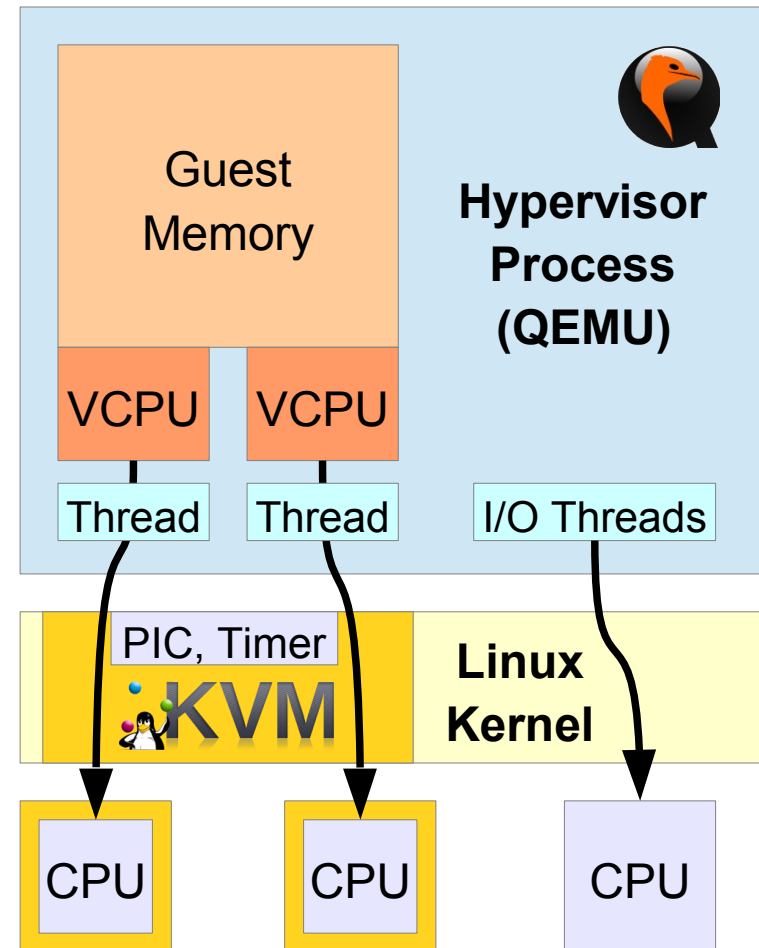 Guest
Memory
Hypervisor
Process
(QEMU)
VCPU
VCPU
Thread
Thread
I/O Threads
PIC, Timer
KVM
Linux
Kernel
CPU
CPU
CPU